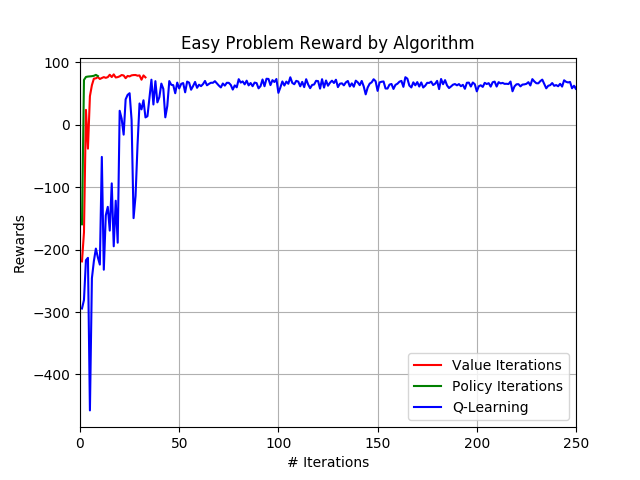 Easy Problem Reward by Algorithm
100
0
−100
−200
−300
−400
Rewards
0 50 100 150 200 250
# Iterations
Value Iterations
Policy Iterations
Q-Learning